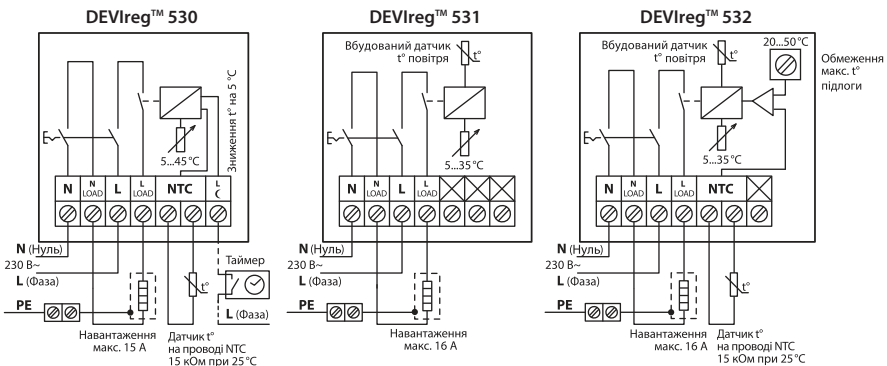 DEVIreg™ 530
Зниження t° на 5 °C
5...45 °C
N
N LOAD
L
L LOAD
NTC
L
N (Нуль)
230 В~
L (Фаза)
Таймер
t°
L (Фаза)
PE
Навантаження
макс. 15 А
Датчик t°
на проводі NTC
15 кОм при 25 °C
DEVIreg™ 531
Вбудований датчик
t° повітря
t°
5...35 °C
N
N LOAD
L
L LOAD
N (Нуль)
230 В~
L (Фаза)
PE
Навантаження
макс. 16 А
DEVIreg™ 532
Вбудований датчик
t° повітря
t°
20...50 °C
Обмеження
макс. t°
підлоги
5...35 °C
N
N LOAD
L
L LOAD
NTC
N (Нуль)
230 В~
L (Фаза)
t°
PE
Навантаження
макс. 16 А
Датчик t°
на проводі NTC
15 кОм при 25 °C